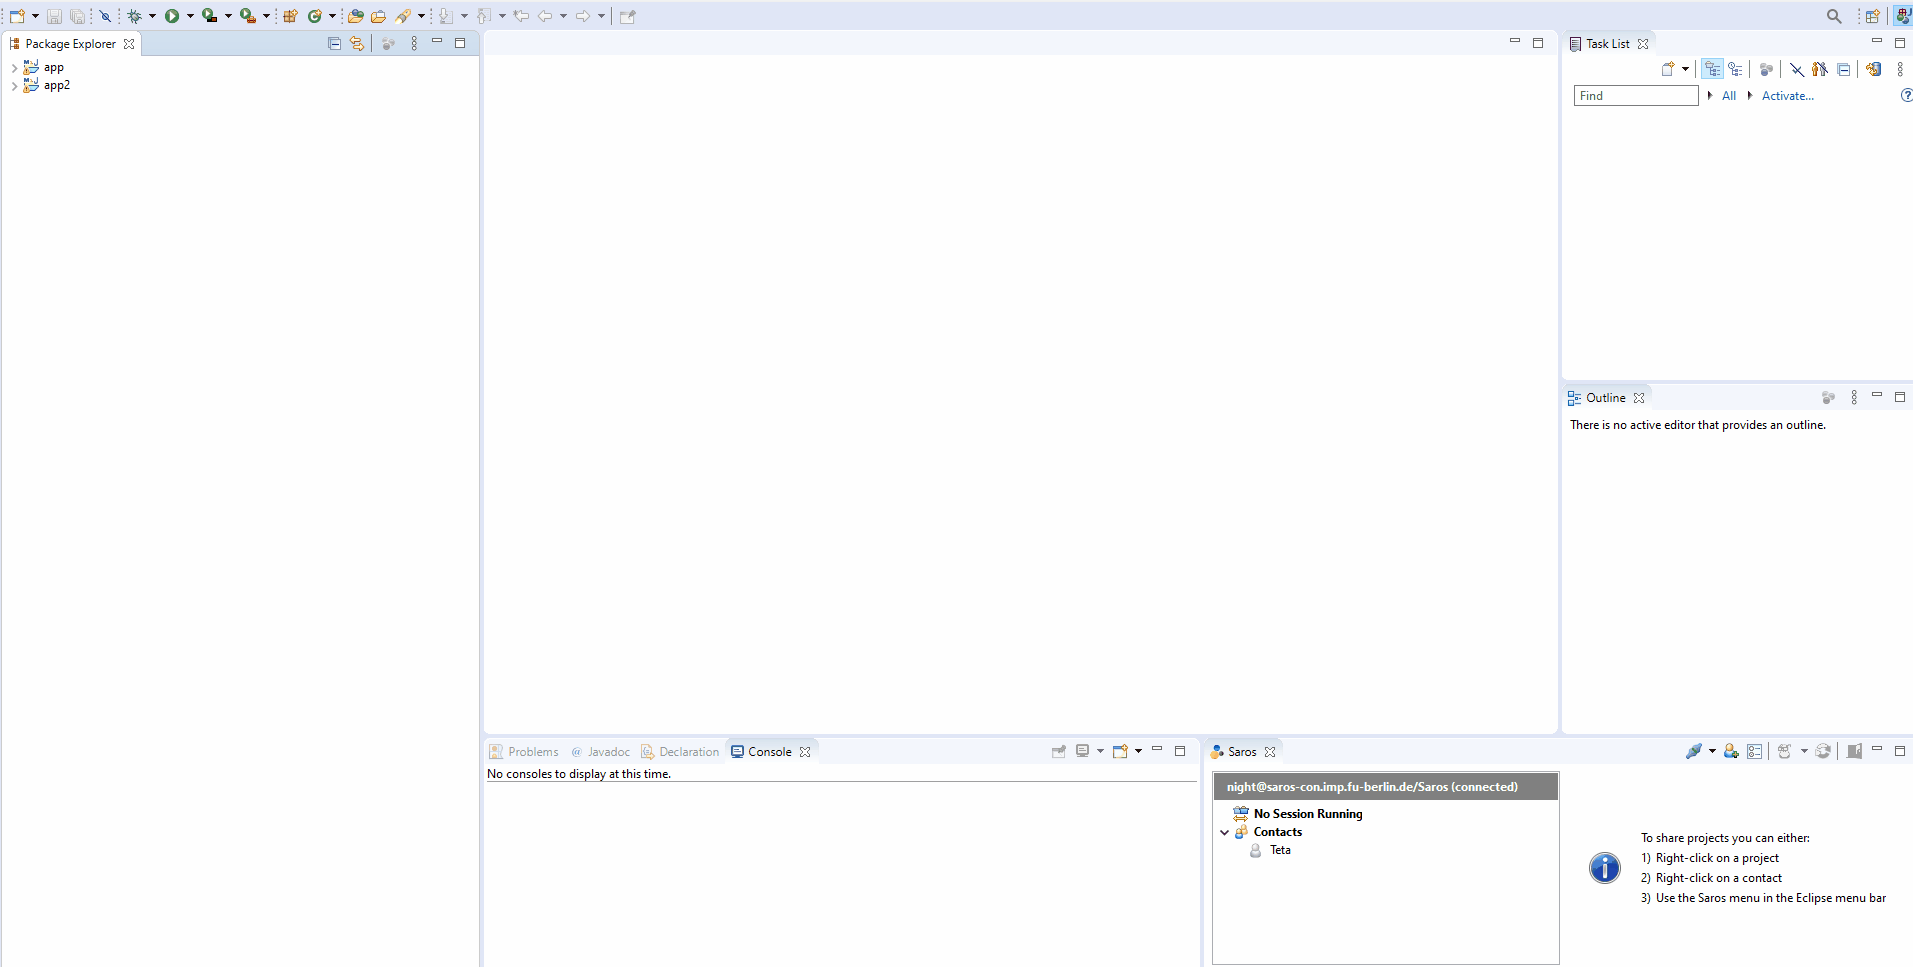 Package Explorer
app
app2
Task List
Find
All
Activate...
Outline
There is no active editor that provides an outline.
Problems
@ Javadoc
Declaration
Console
No consoles to display at this time.
Saros
night@saros-con.imp.fu-berlin.de/Saros (connected)
No Session Running
Contacts
Teta
To share projects you can either:
1) Right-click on a project
2) Right-click on a contact
3) Use the Saros menu in the Eclipse menu bar